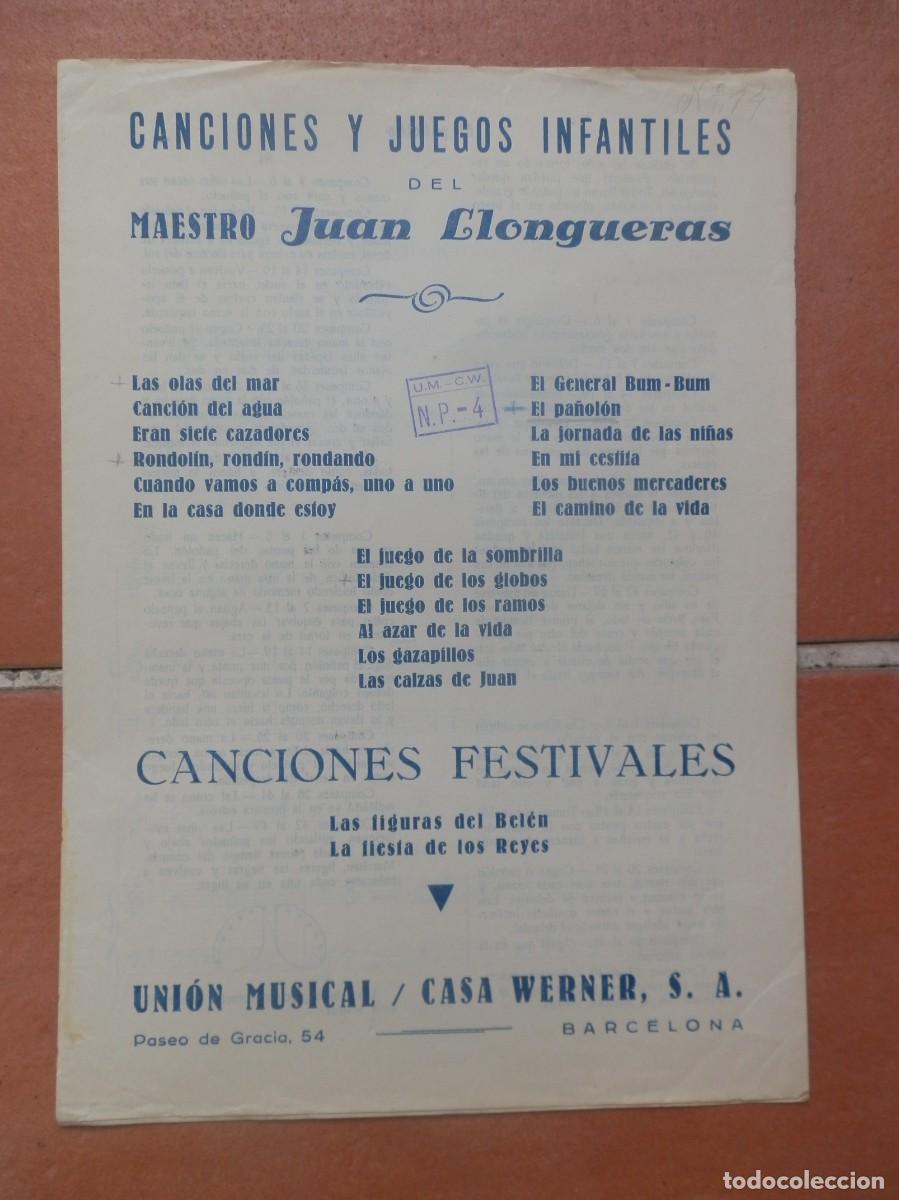 CANCIONES Y JUEGOS INFANTILES
DEL
MAESTRO Juan Llongueras
Las olas del mar
Canción del agua
Eran siete cazadores
Rondolín, rondín, rondando
Cuando vamos a compás, uno a uno
En la casa donde estoy
U.M.-C.W.
N.P.-4
El General Bum-Bum
El pañolón
La jornada de las niñas
En mi cestita
Los buenos mercaderes
El camino de la vida
El juego de la sombrilla
El juego de los globos
El juego de los ramos
Al azar de la vida
Los gazapillos
Las calzas de Juan
CANCIONES FESTIVALES
Las figuras del Belén
La fiesta de los Reyes
UNIÓN MUSICAL / CASA WERNER, S. A.
Paseo de Gracia, 54
BARCELONA
todocoleccion